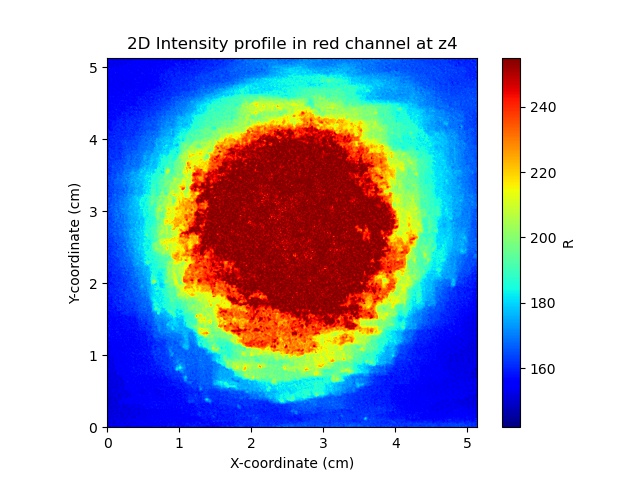 2D Intensity profile in red channel at z4
Y-coordinate (cm)
5
4
3
2
1
0
0 1 2 3 4 5
X-coordinate (cm)
240
220
200
180
160
R